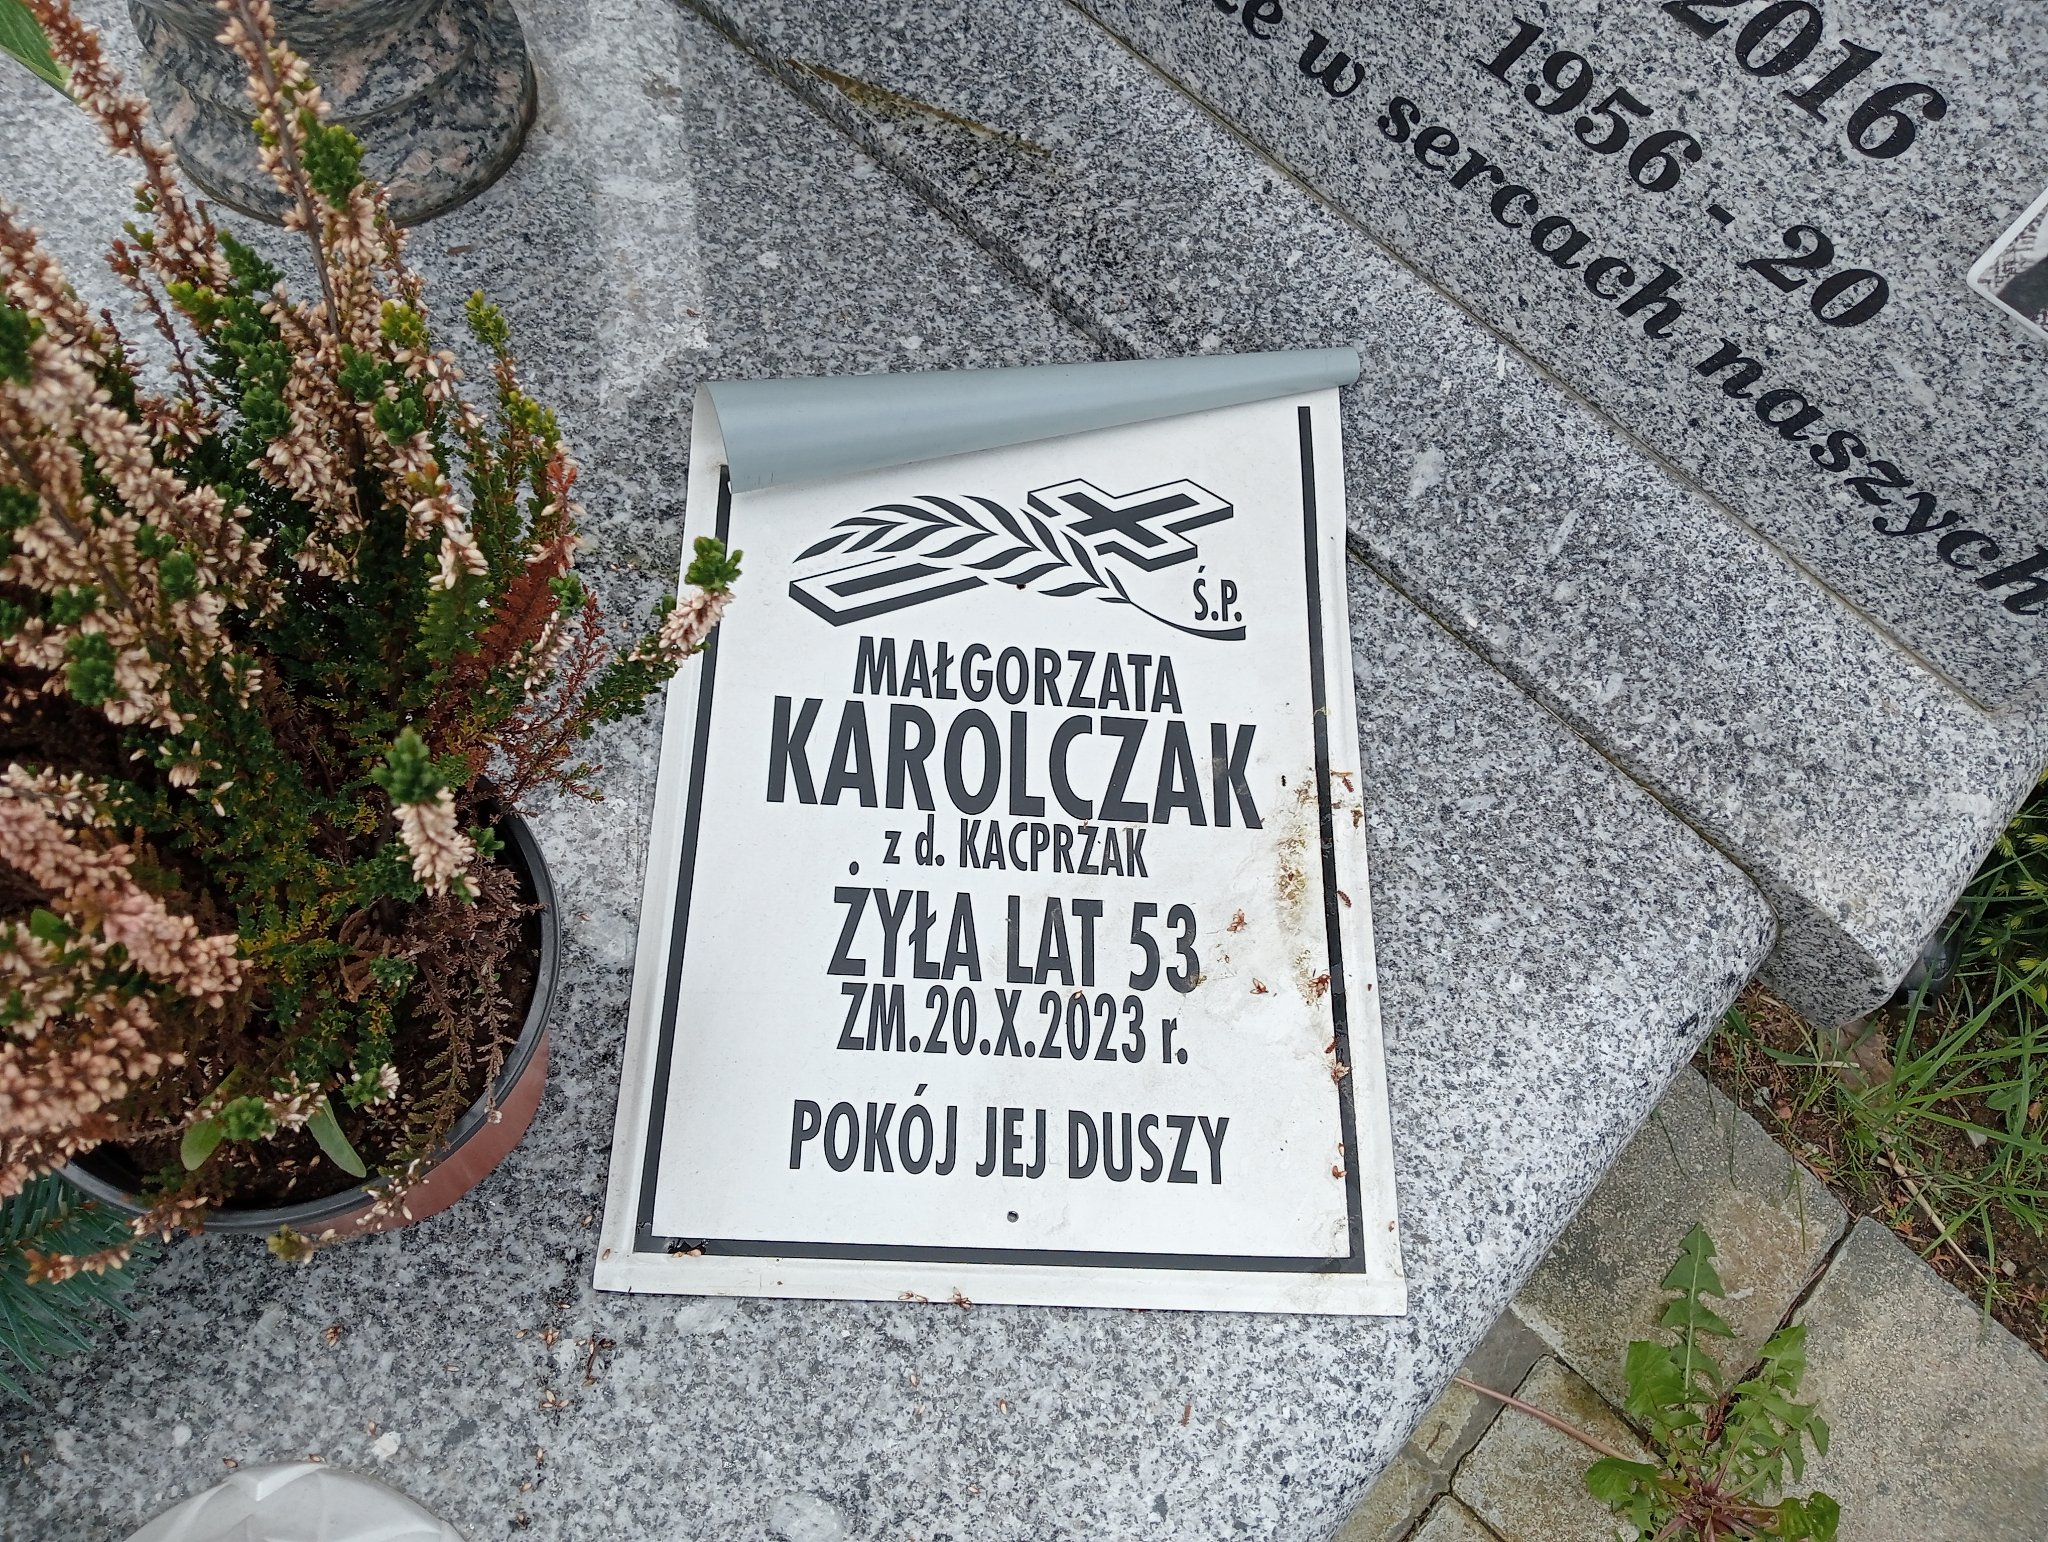 2016
1956 - 20
w sercach naszych
Ś.P.
MAŁGORZATA
KAROLCZAK
z d. KACPRZAK
ŻYŁA LAT 53
ZM.20.X.2023 r.
POKÓJ JEJ DUSZY